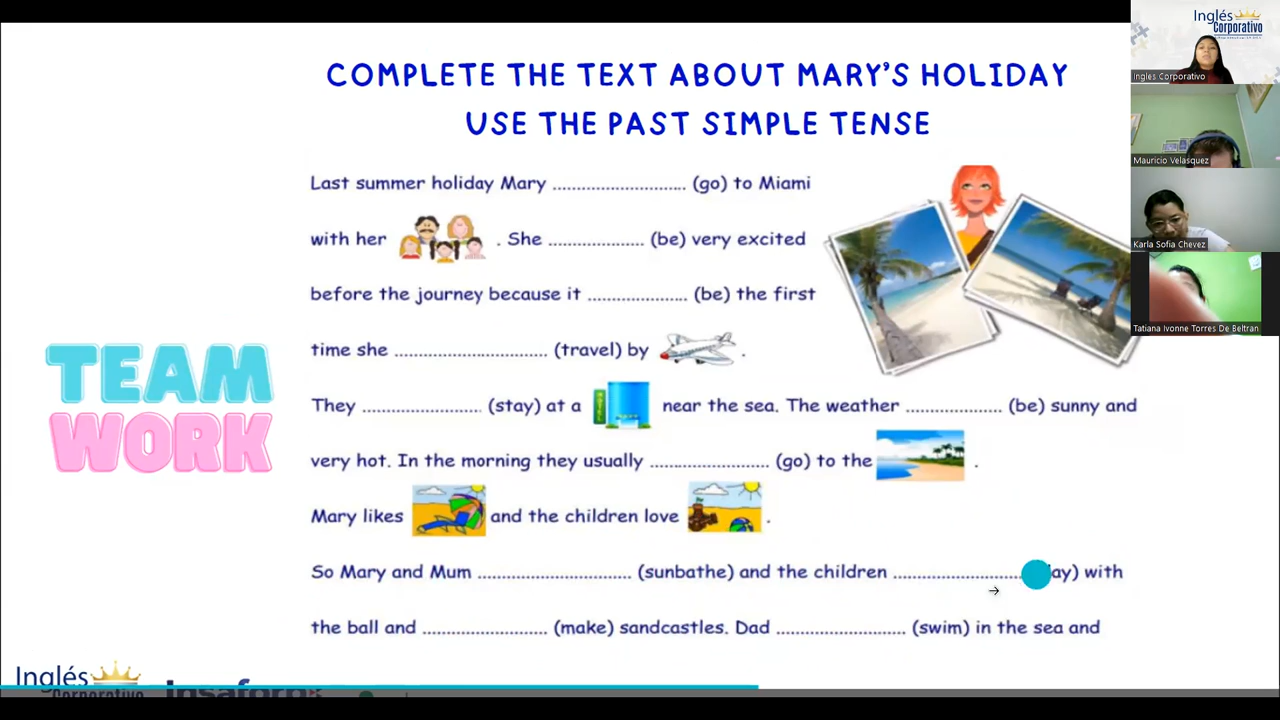 COMPLETE THE TEXT ABOUT MARY'S HOLIDAY
USE THE PAST SIMPLE TENSE
Last summer holiday Mary ........................... (go) to Miami
with her . She .................... (be) very excited
before the journey because it ..................... (be) the first
time she ............................... (travel) by .
They ......................... (stay) at a HOTEL near the sea. The weather .................... (be) sunny and
very hot. In the morning they usually ......................... (go) to the .
Mary likes and the children love .
So Mary and Mum ................................ (sunbathe) and the children ........................... ay) with
the ball and .......................... (make) sandcastles. Dad ........................... (swim) in the sea and
TEAM
WORK
Inglés
Corporativo
Insaforp
Inglés
Corporativo
Ingles Corporativo
Mauricio Velasquez
Karla Sofia Chevez
Tatiana Ivonne Torres De Beltran